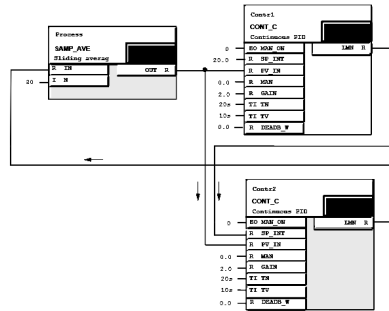 Process
SAMP_AVE
Sliding averag
R IN
OUT R
20 I N
Contr1
CONT_C
Continuous PID
0 BO MAN_ON
LMN R
20.0 R SP_INT
R PV_IN
0.0 R MAN
2.0 R GAIN
20s TI TN
10s TI TV
0.0 R DEADB_W
Contr2
CONT_C
Continuous PID
0 BO MAN_ON
LMN R
R SP_INT
R PV_IN
0.0 R MAN
2.0 R GAIN
20s TI TN
10s TI TV
0.0 R DEADB_W